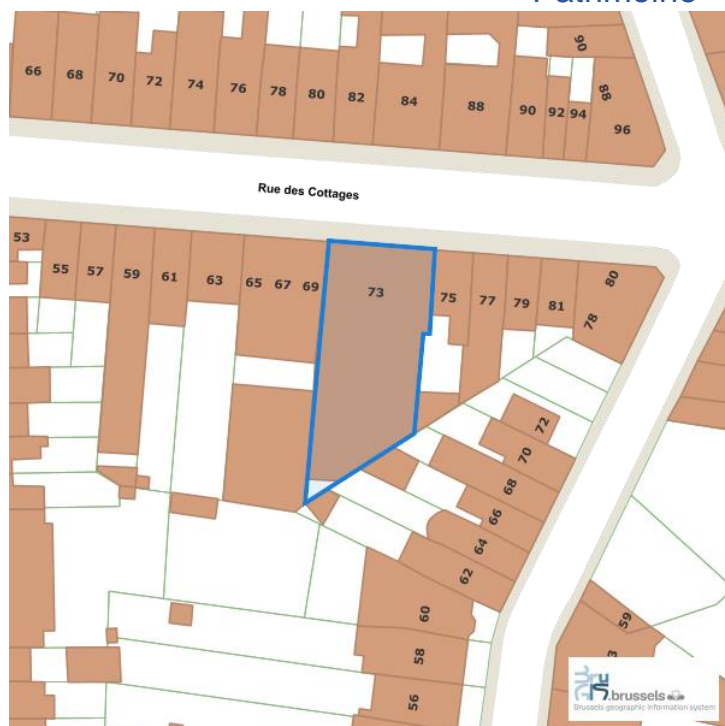 Patrimoine
90
66 68 70 72 74 76 78 80 82 84 88 90 92 94 88
96
Rue des Cottages
53
55 57 59 61 63 65 67 69 73 75 77 79 81 78 80
72
70
68
66
64
62
60
59
58
56
.brussels
Brussels geographic information system